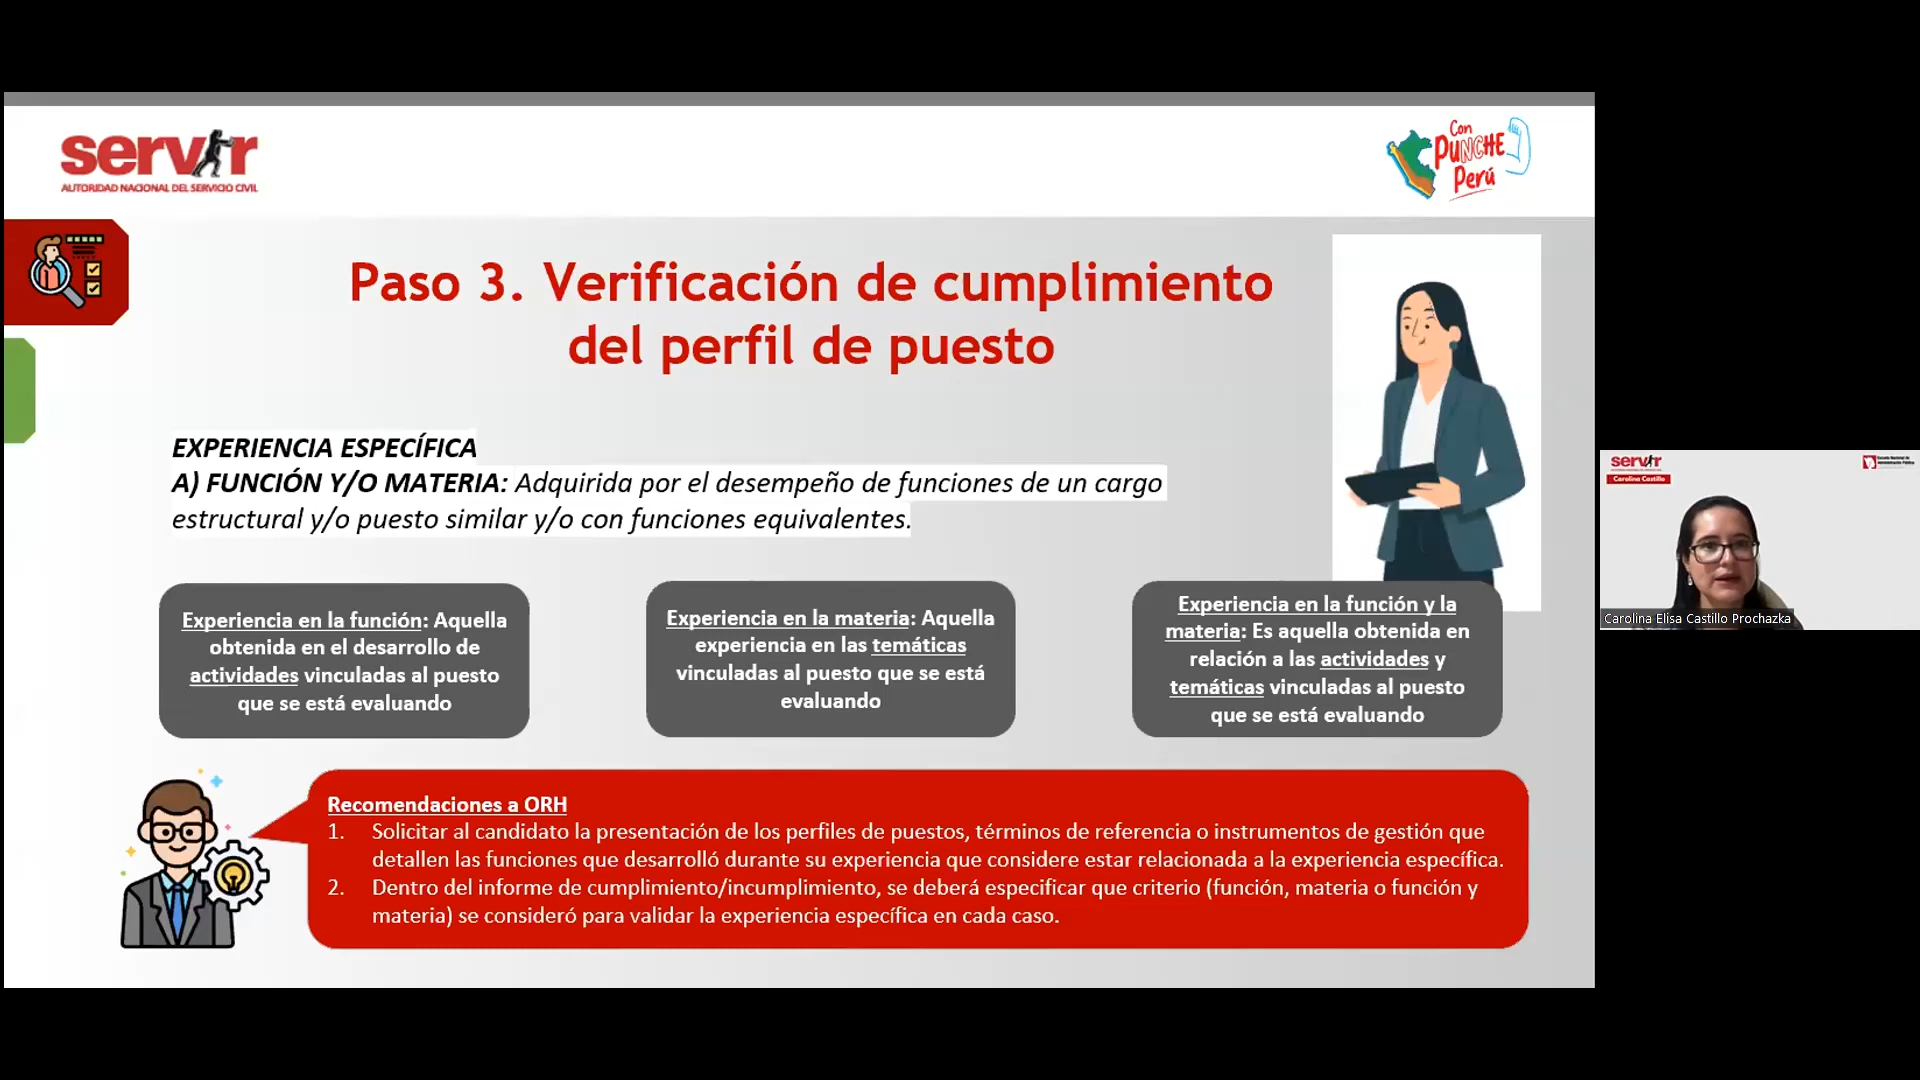 servir
AUTORIDAD NACIONAL DEL SERVICIO CIVIL
Con
PUNCHE
Perú
Paso 3. Verificación de cumplimiento
del perfil de puesto
EXPERIENCIA ESPECÍFICA
A) FUNCIÓN Y/O MATERIA: Adquirida por el desempeño de funciones de un cargo
estructural y/o puesto similar y/o con funciones equivalentes.
Experiencia en la función: Aquella
obtenida en el desarrollo de
actividades vinculadas al puesto
que se está evaluando
Experiencia en la materia: Aquella
experiencia en las temáticas
vinculadas al puesto que se está
evaluando
Experiencia en la función y la
materia: Es aquella obtenida en
relación a las actividades y
temáticas vinculadas al puesto
que se está evaluando
Recomendaciones a ORH
1. Solicitar al candidato la presentación de los perfiles de puestos, términos de referencia o instrumentos de gestión que
detallen las funciones que desarrolló durante su experiencia que considere estar relacionada a la experiencia específica.
2. Dentro del informe de cumplimiento/incumplimiento, se deberá especificar que criterio (función, materia o función y
materia) se consideró para validar la experiencia específica en cada caso.
servir
Carolina Castillo
Carolina Elisa Castillo Prochazka